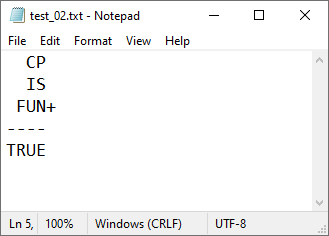 test_02.txt - Notepad
File Edit Format View Help
  CP
  IS
 FUN+
----
TRUE
Ln 5, 100% Windows (CRLF) UTF-8